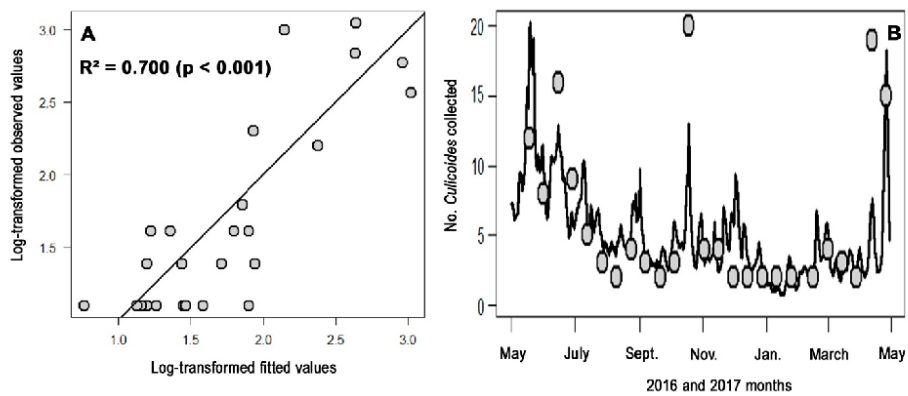 A
R² = 0.700 (p < 0.001)
Log-transformed observed values
3.0
2.5
2.0
1.5
1.0 1.5 2.0 2.5 3.0
Log-transformed fitted values
B
No. Culicoides collected
20
15
10
5
0
May July Sept. Nov. Jan. March May
2016 and 2017 months